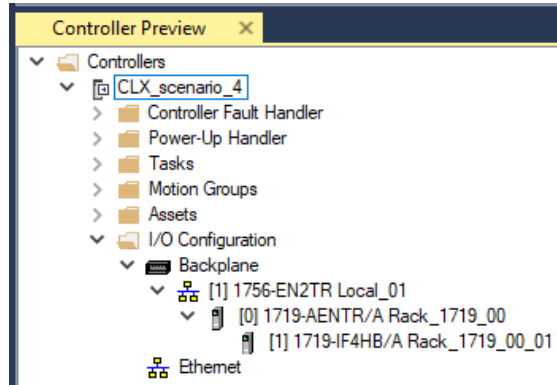 Controller Preview
Controllers
CLX_scenario_4
Controller Fault Handler
Power-Up Handler
Tasks
Motion Groups
Assets
I/O Configuration
Backplane
[1] 1756-EN2TR Local_01
[0] 1719-AENTR/A Rack_1719_00
[1] 1719-IF4HB/A Rack_1719_00_01
Ethernet